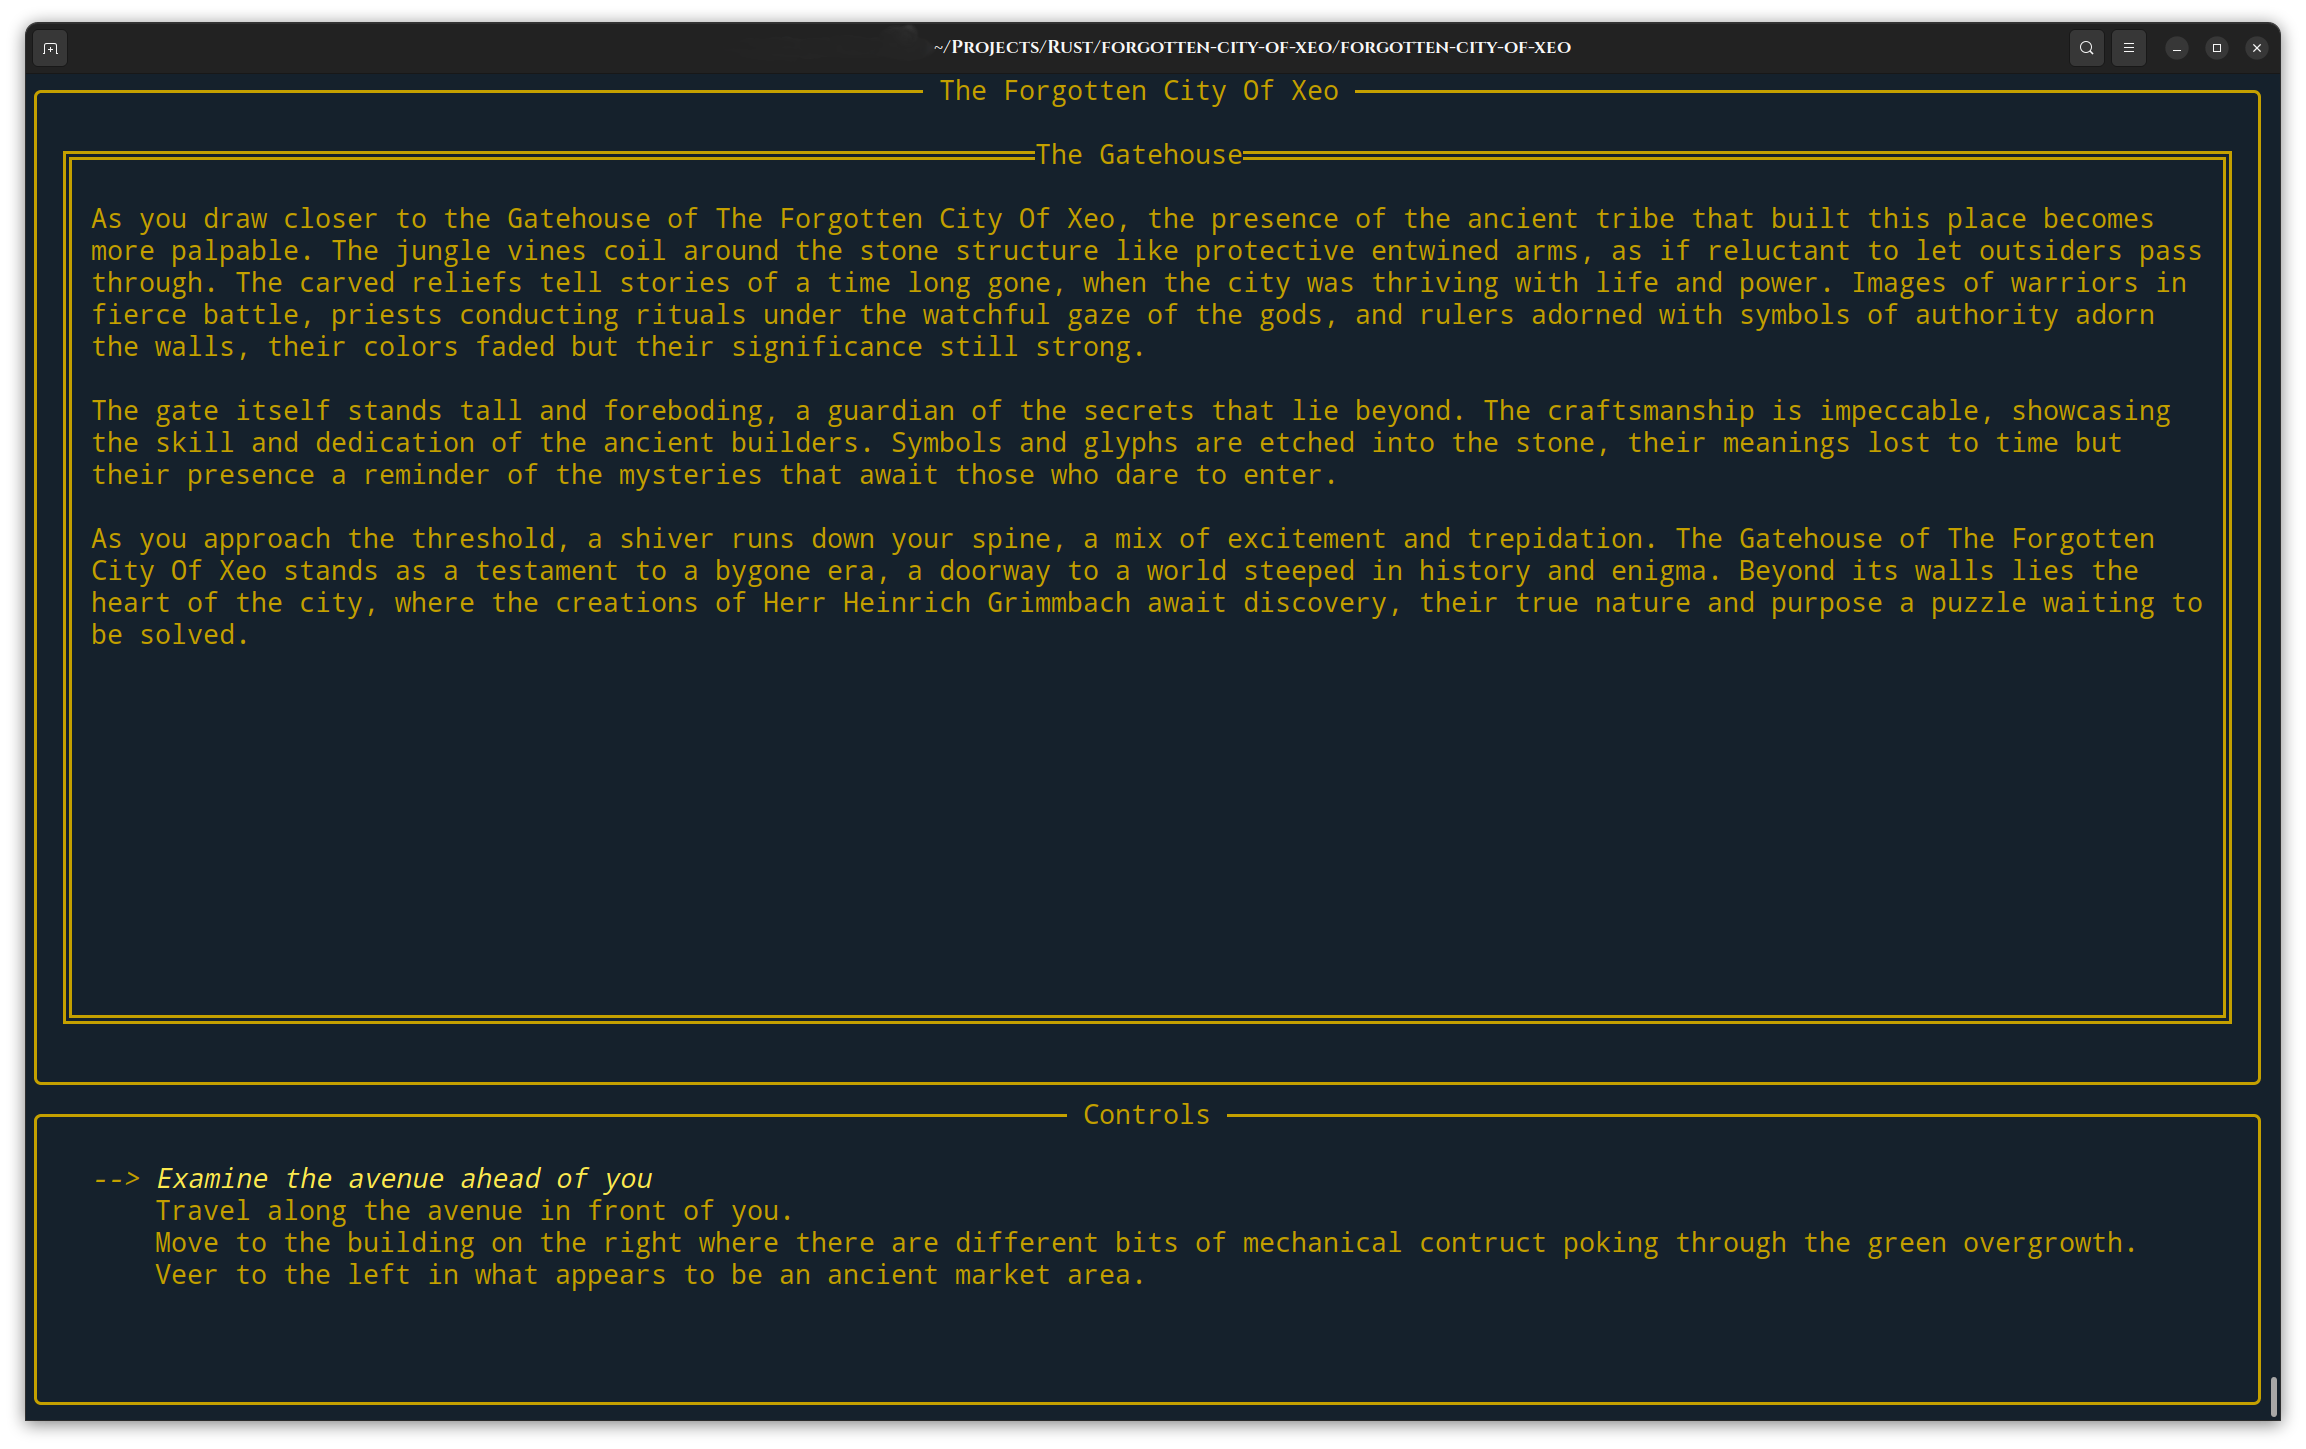 ~/Projects/Rust/forgotten-city-of-xeo/forgotten-city-of-xeo
The Forgotten City Of Xeo
The Gatehouse
As you draw closer to the Gatehouse of The Forgotten City Of Xeo, the presence of the ancient tribe that built this place becomes
more palpable. The jungle vines coil around the stone structure like protective entwined arms, as if reluctant to let outsiders pass
through. The carved reliefs tell stories of a time long gone, when the city was thriving with life and power. Images of warriors in
fierce battle, priests conducting rituals under the watchful gaze of the gods, and rulers adorned with symbols of authority adorn
the walls, their colors faded but their significance still strong.
The gate itself stands tall and foreboding, a guardian of the secrets that lie beyond. The craftsmanship is impeccable, showcasing
the skill and dedication of the ancient builders. Symbols and glyphs are etched into the stone, their meanings lost to time but
their presence a reminder of the mysteries that await those who dare to enter.
As you approach the threshold, a shiver runs down your spine, a mix of excitement and trepidation. The Gatehouse of The Forgotten
City Of Xeo stands as a testament to a bygone era, a doorway to a world steeped in history and enigma. Beyond its walls lies the
heart of the city, where the creations of Herr Heinrich Grimmbach await discovery, their true nature and purpose a puzzle waiting to
be solved.
Controls
--> Examine the avenue ahead of you
Travel along the avenue in front of you.
Move to the building on the right where there are different bits of mechanical contruct poking through the green overgrowth.
Veer to the left in what appears to be an ancient market area.